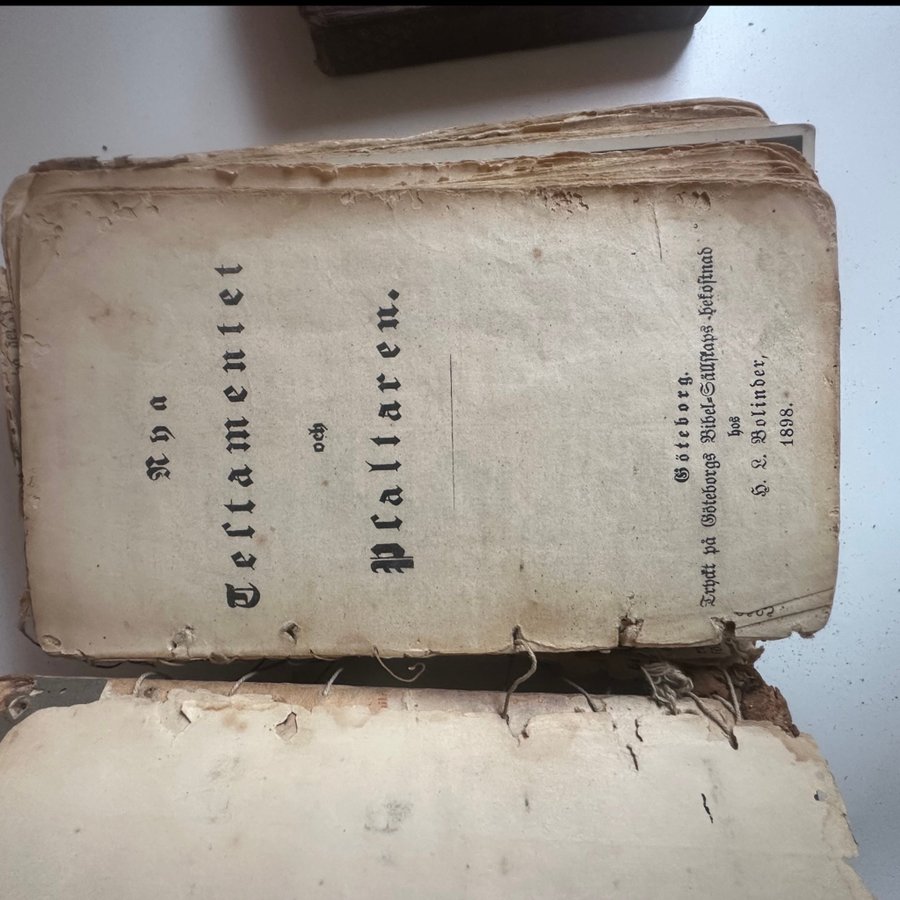 Nya
Testamentet
och
Psaltaren.
Göteborg.
Tryckt på Göteborgs Bibel-Sällskaps bekostnad
hos
H. L. Bolinder,
1898.